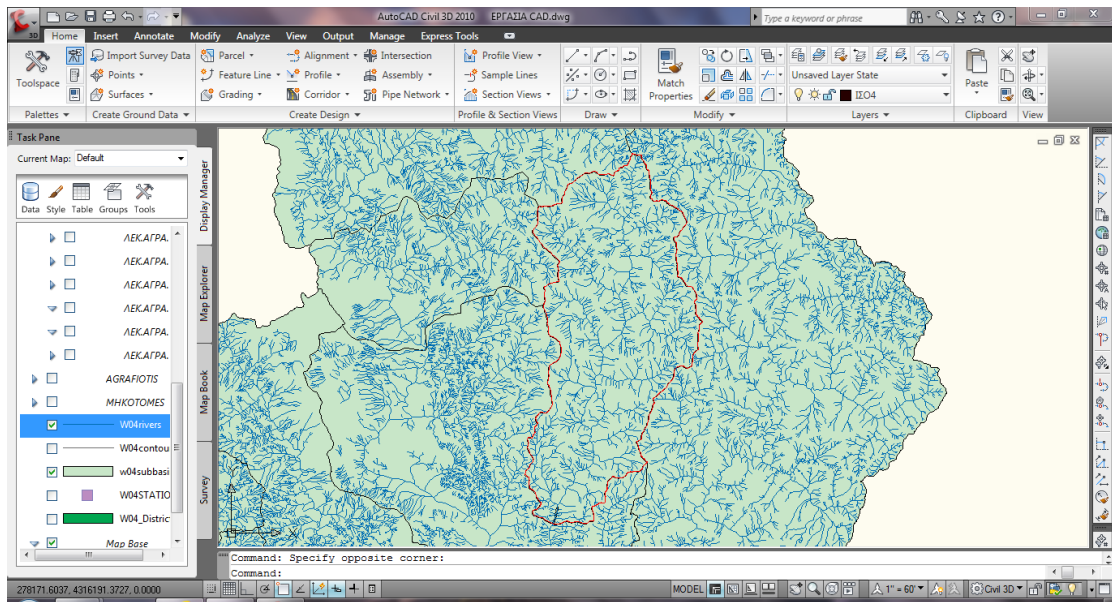 AutoCAD Civil 3D 2010 ΕΡΓΑΣΙΑ CAD.dwg
Type a keyword or phrase
3D
Home Insert Annotate Modify Analyze View Output Manage Express Tools
Toolspace
Import Survey Data
Points
Surfaces
Parcel
Feature Line
Grading
Alignment
Profile
Corridor
Intersection
Assembly
Pipe Network
Profile View
Sample Lines
Section Views
Match Properties
Unsaved Layer State
ΙΣΟ4
Paste
Palettes Create Ground Data Create Design Profile & Section Views Draw Modify Layers Clipboard View
Task Pane
Current Map: Default
Data Style Table Groups Tools
Display Manager
Map Explorer
Map Book
Survey
ΛΕΚ.ΑΓΡΑ.
ΛΕΚ.ΑΓΡΑ.
ΛΕΚ.ΑΓΡΑ.
ΛΕΚ.ΑΓΡΑ.
ΛΕΚ.ΑΓΡΑ.
ΛΕΚ.ΑΓΡΑ.
AGRAFIOTIS
ΜΗΚΟΤΟΜΕΣ
W04rivers
W04contou
w04subbasi
W04STATIO
W04_Distric
Map Base
Command: Specify opposite corner:
Command:
278171.6037, 4316191.3727, 0.0000
MODEL
1" = 60'
Civil 3D